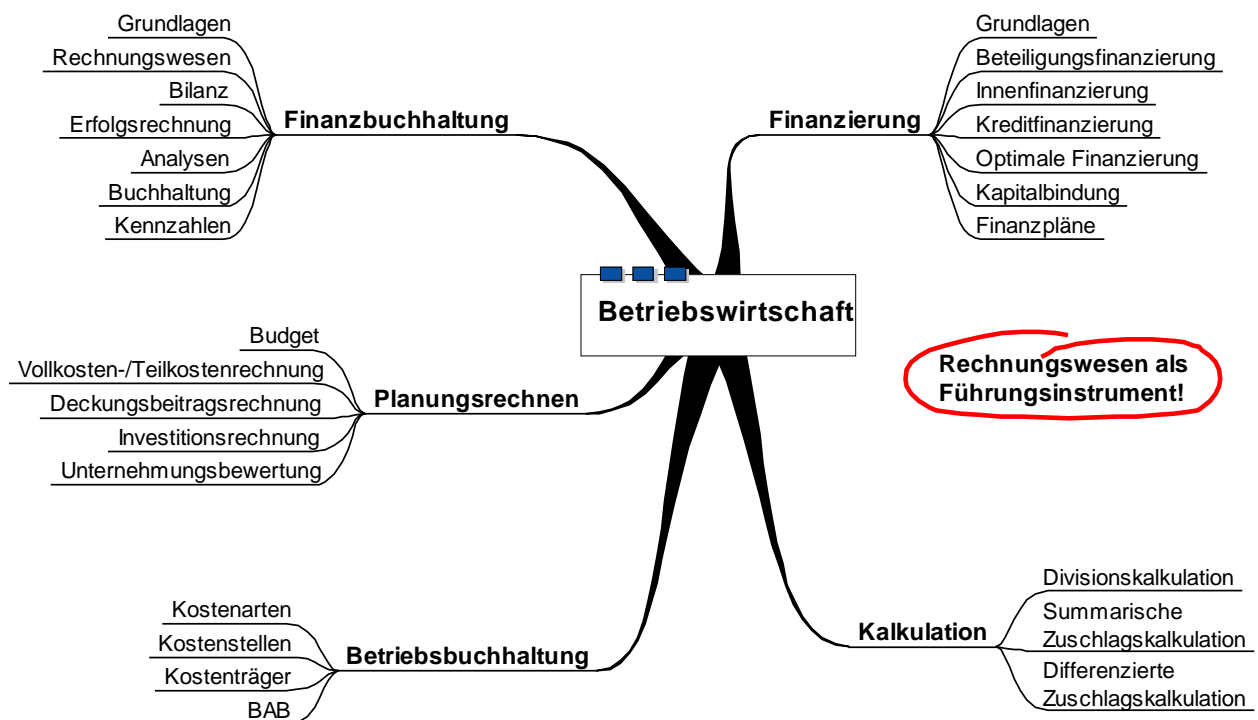 Grundlagen
Rechnungswesen
Bilanz
Erfolgsrechnung
Analysen
Buchhaltung
Kennzahlen
Finanzbuchhaltung
Finanzierung
Grundlagen
Beteiligungsfinanzierung
Innenfinanzierung
Kreditfinanzierung
Optimale Finanzierung
Kapitalbindung
Finanzpläne
Betriebswirtschaft
Budget
Vollkosten-/Teilkostenrechnung
Deckungsbeitragsrechnung
Investitionsrechnung
Unternehmungsbewertung
Planungsrechnen
Rechnungswesen als
Führungsinstrument!
Kostenarten
Kostenstellen
Kostenträger
BAB
Betriebsbuchhaltung
Kalkulation
Divisionskalkulation
Summarische
Zuschlagskalkulation
Differenzierte
Zuschlagskalkulation